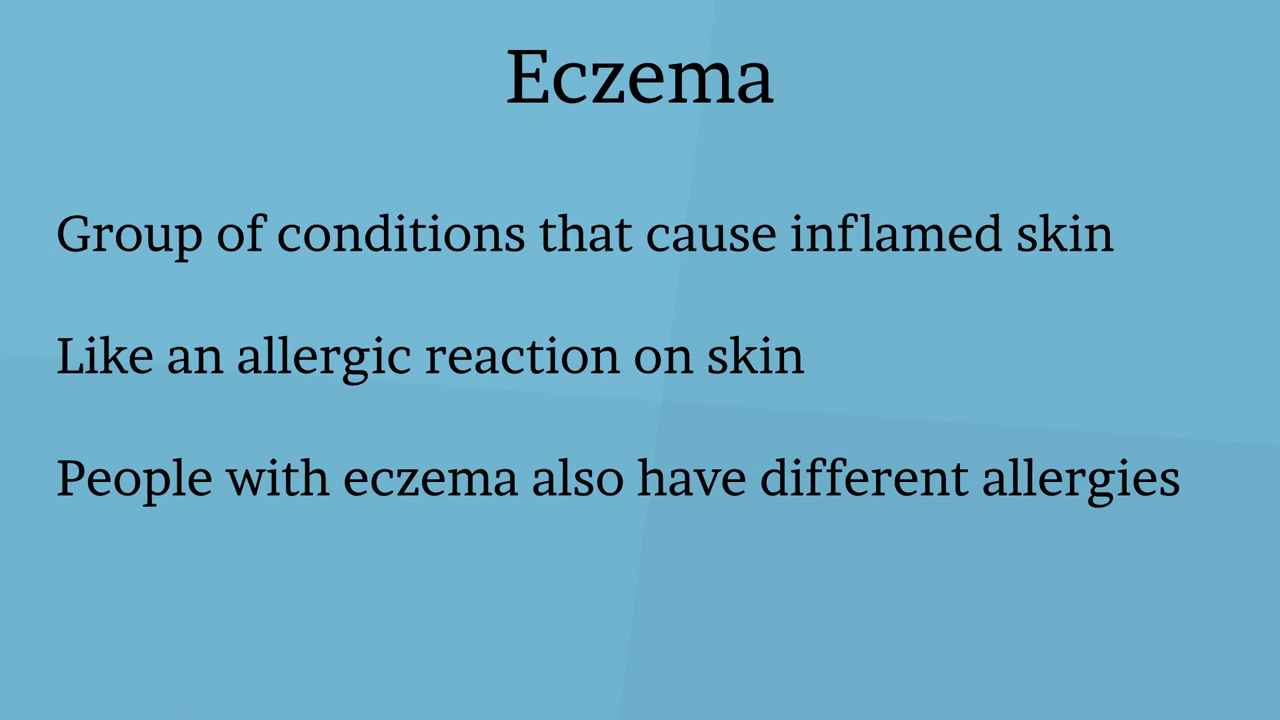 Eczema
Group of conditions that cause inflamed skin
Like an allergic reaction on skin
People with eczema also have different allergies